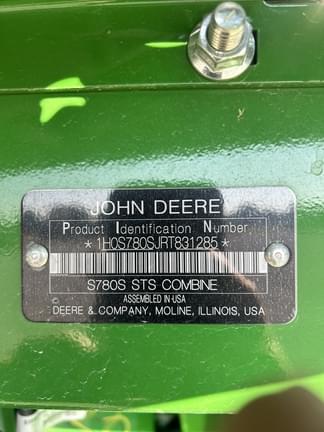 JOHN DEERE
Product Identification Number
*1H0S780SJRT831285*
S780S STS COMBINE
ASSEMBLED IN USA
© DEERE & COMPANY, MOLINE, ILLINOIS, USA